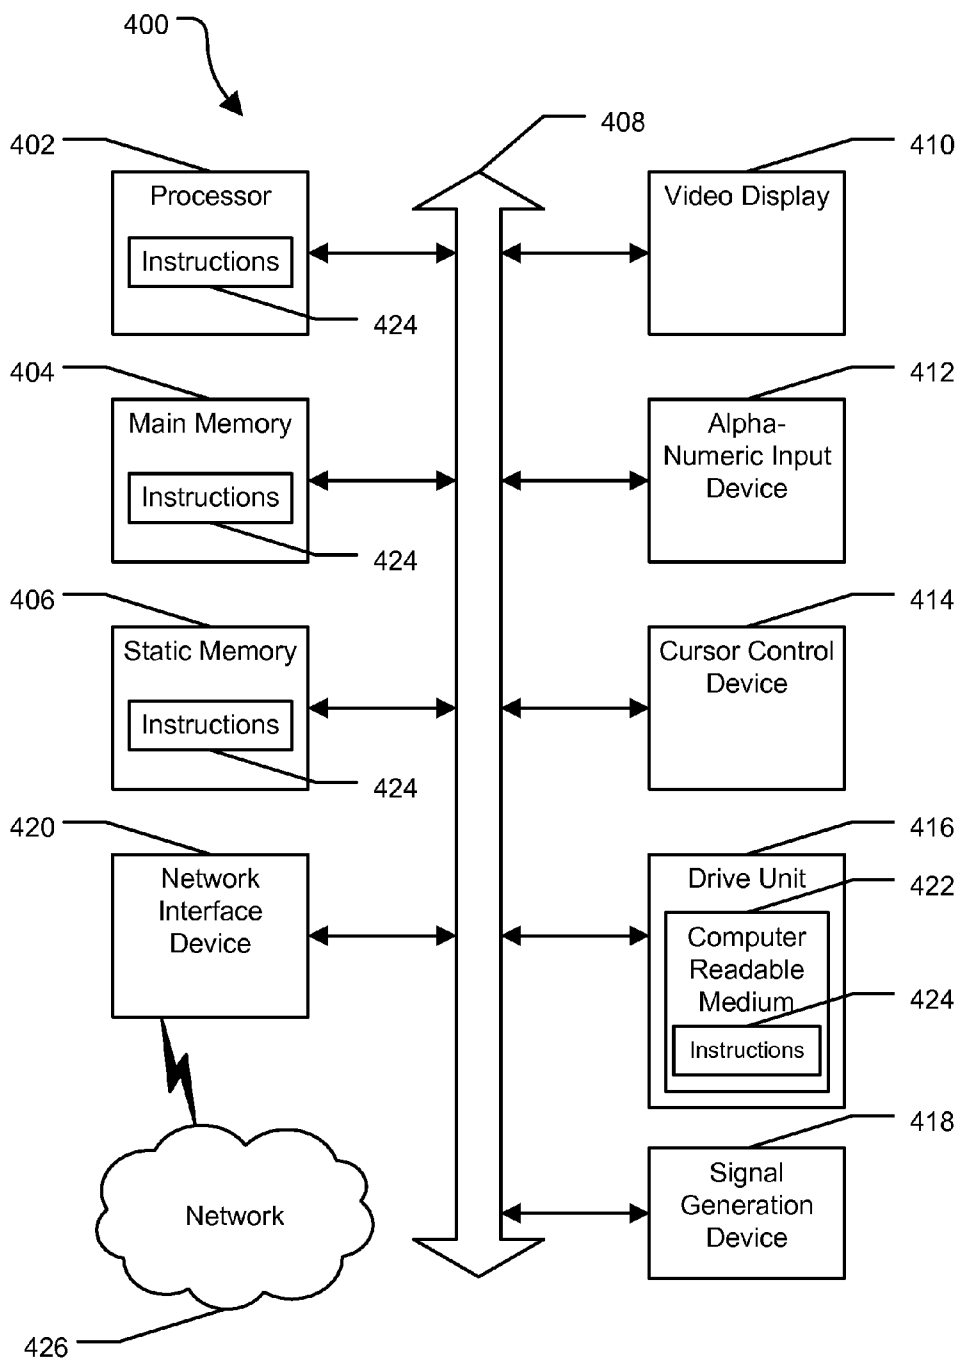 400
408
402
Processor
Instructions
424
410
Video Display
404
Main Memory
Instructions
424
412
Alpha-
Numeric Input
Device
406
Static Memory
Instructions
424
414
Cursor Control
Device
420
Network
Interface
Device
416
Drive Unit
422
Computer
Readable
Medium
424
Instructions
418
Signal
Generation
Device
Network
426